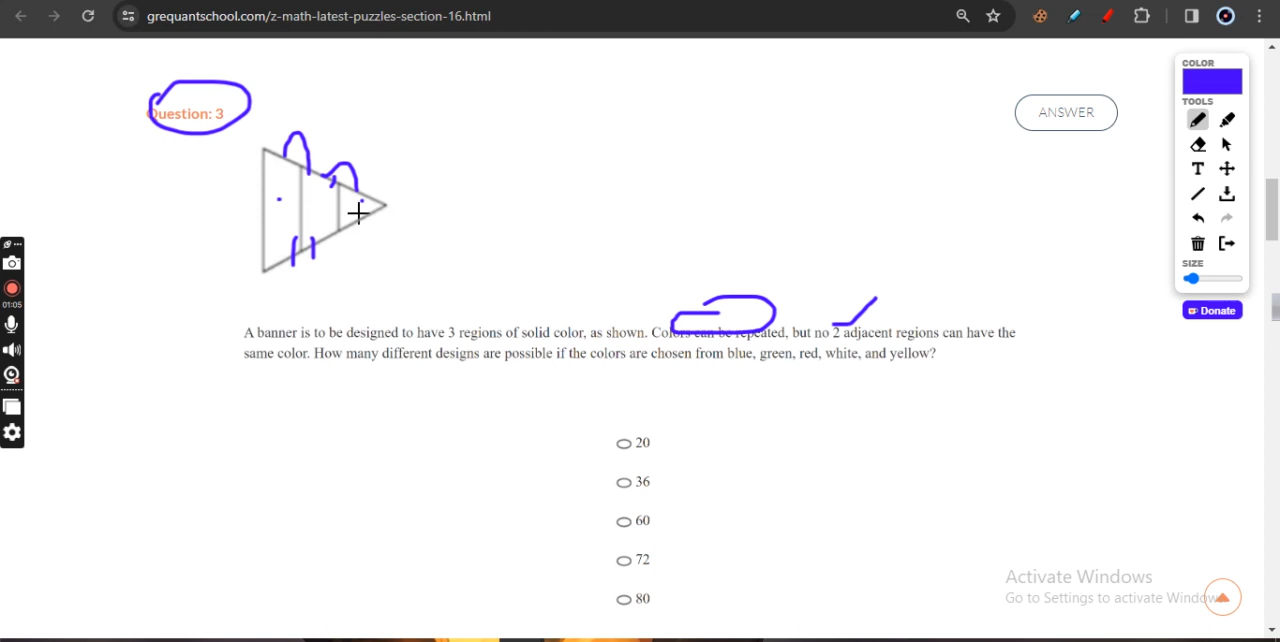 grequantschool.com/z-math-latest-puzzles-section-16.html
Question: 3
ANSWER
COLOR
TOOLS
T
SIZE
Donate
01:05
A banner is to be designed to have 3 regions of solid color, as shown. Colors can be repeated, but no 2 adjacent regions can have the
same color. How many different designs are possible if the colors are chosen from blue, green, red, white, and yellow?
20
36
60
72
80
Activate Windows
Go to Settings to activate Windows